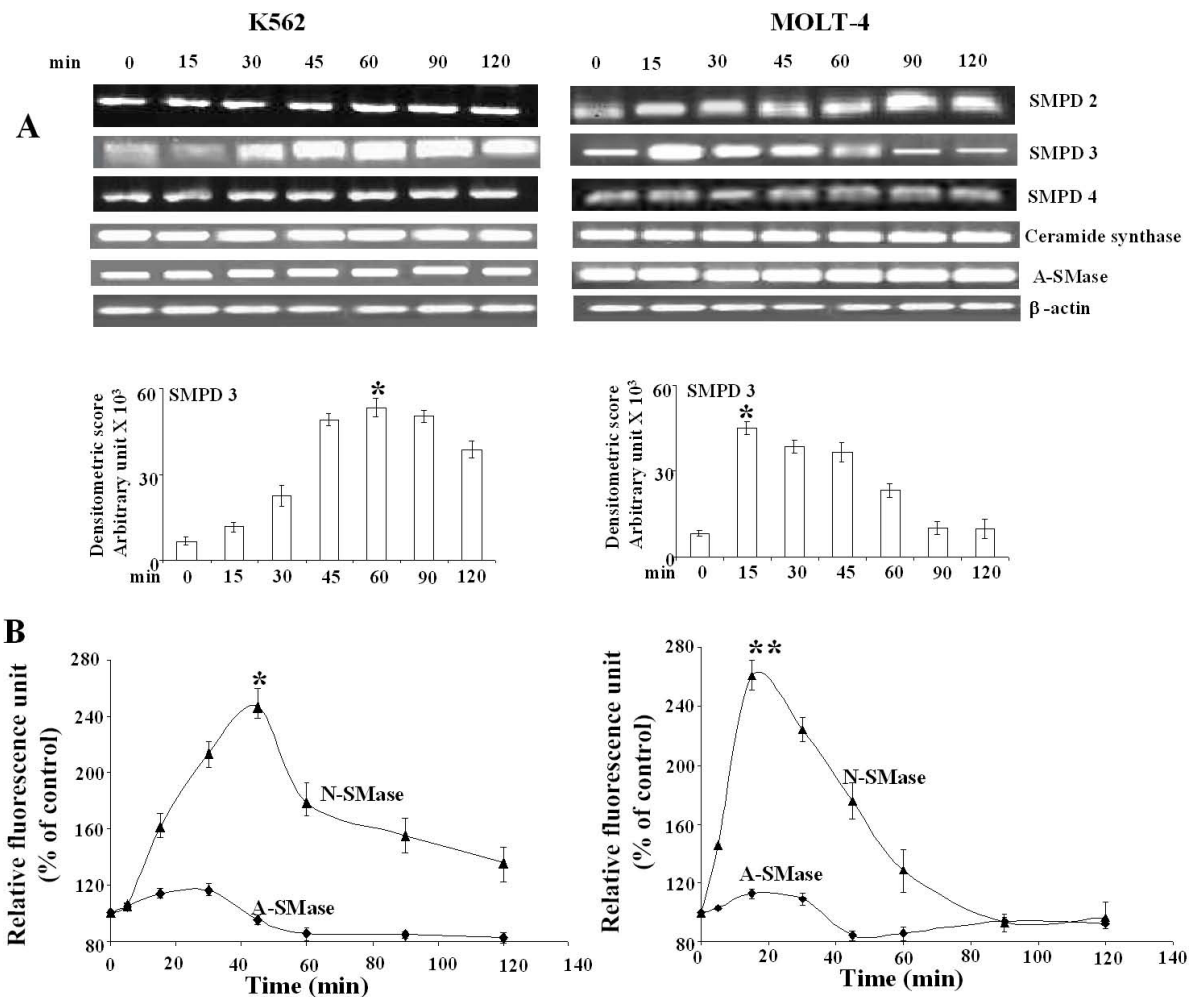 K562 MOLT-4
min 0 15 30 45 60 90 120 0 15 30 45 60 90 120
A
SMPD 2
SMPD 3
SMPD 4
Ceramide synthase
A-SMase
β-actin
Densitometric score
Arbitrary unit X 10³
60
30
0
SMPD 3
*
min 0 15 30 45 60 90 120
Densitometric score
Arbitrary unit X 10³
60
30
0
SMPD 3
*
min 0 15 30 45 60 90 120
B
Relative fluorescence unit
(% of control)
280
240
200
160
120
80
*
N-SMase
A-SMase
0 20 40 60 80 100 120 140
Time (min)
Relative fluorescence unit
(% of control)
280
240
200
160
120
80
**
N-SMase
A-SMase
0 20 40 60 80 100 120 140
Time (min)